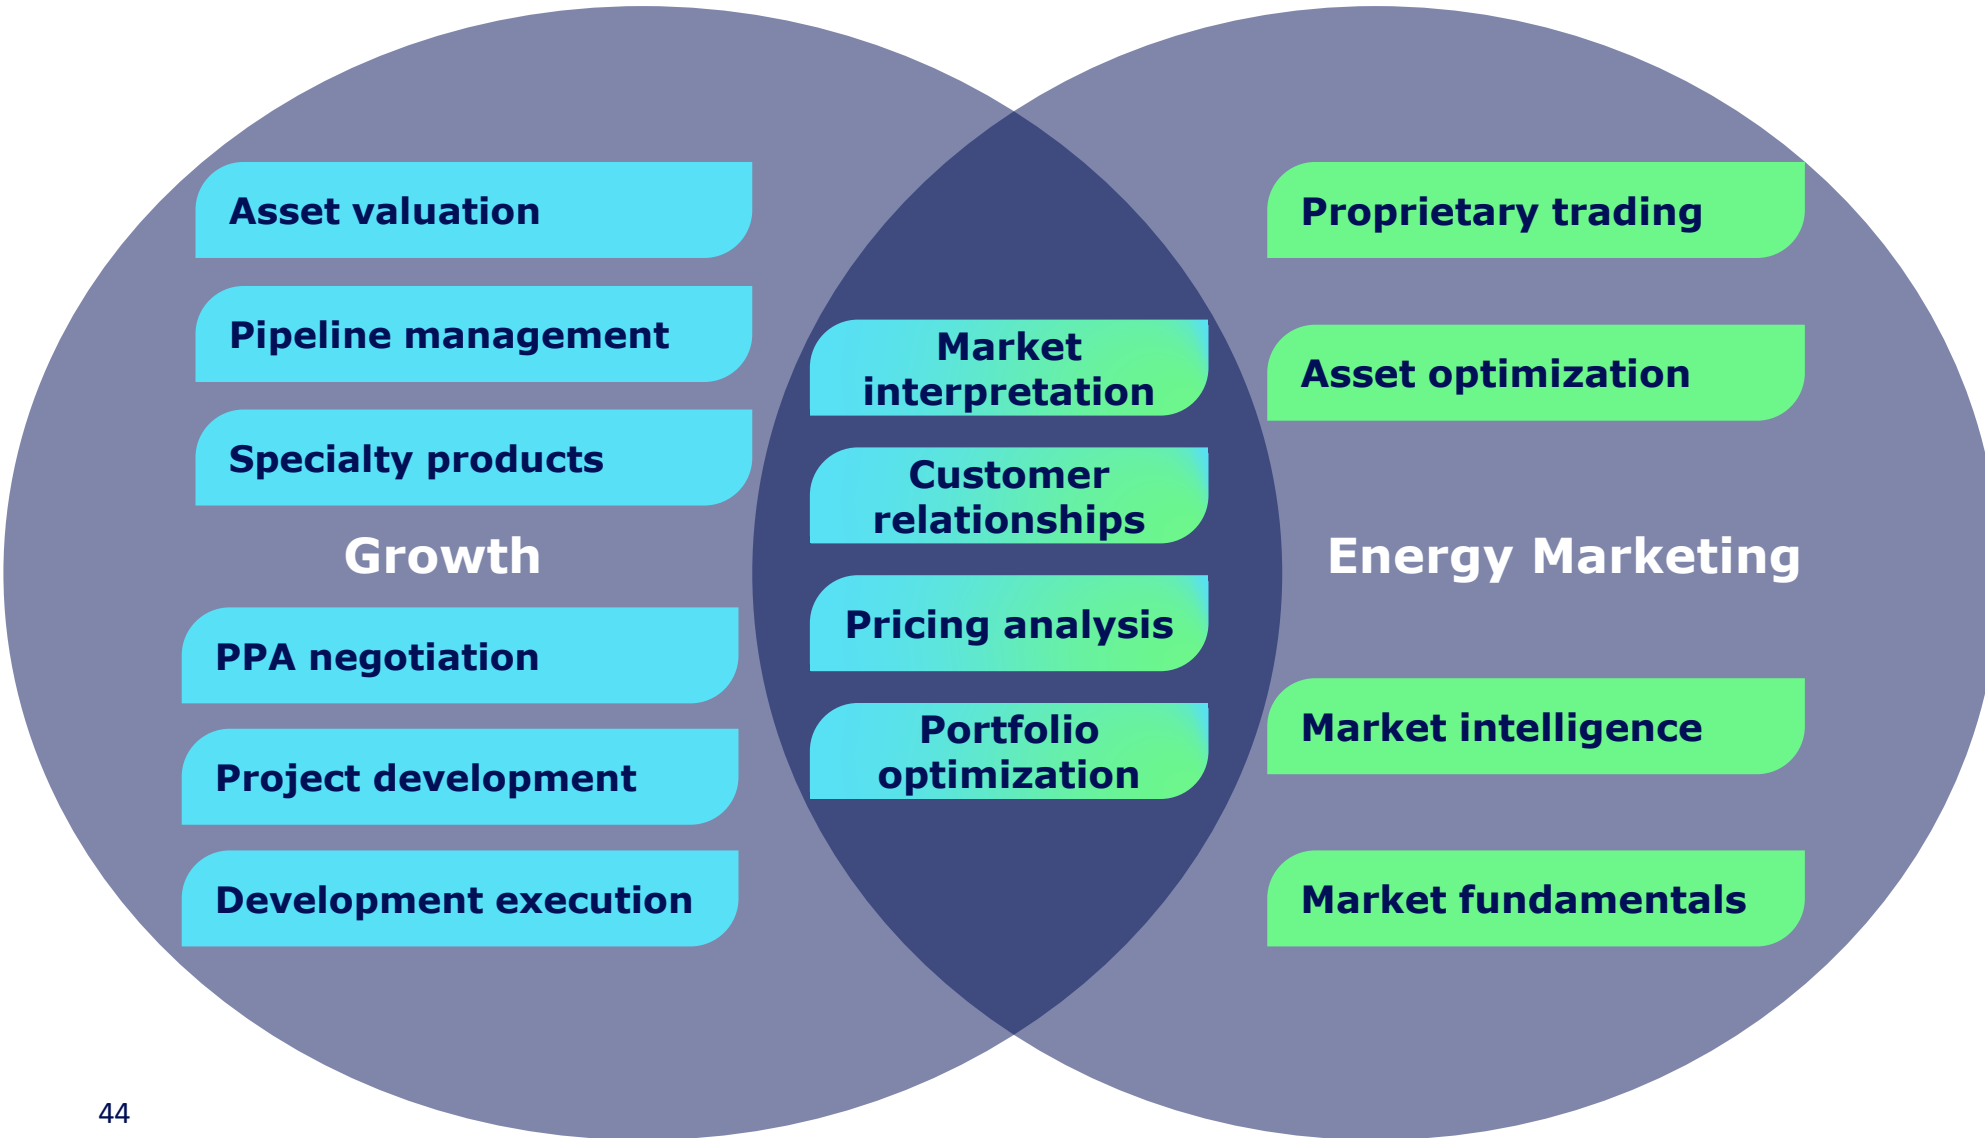 Asset valuation
Pipeline management
Specialty products
Growth
PPA negotiation
Project development
Development execution
Market
interpretation
Customer
relationships
Pricing analysis
Portfolio
optimization
Proprietary trading
Asset optimization
Energy Marketing
Market intelligence
Market fundamentals
44